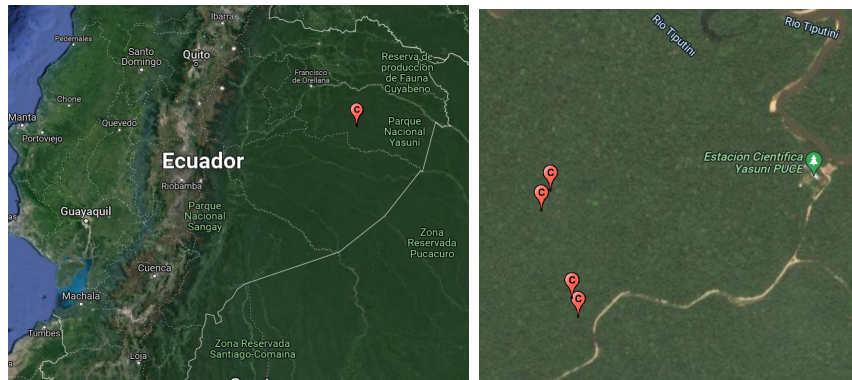 Ibarra
Pedernales
Santo
Domingo
Quito
Francisco
de Orellana
Reserva de
producción
de Fauna
Cuyabeno
Chone
C
Manta
Quevedo
Parque
Nacional
Yasuní
Portoviejo
Ecuador
Riobamba
Guayaquil
Parque
Nacional
Sangay
Zona
Reservada
Pucacuro
Cuenca
Machala
Tumbes
Zona Reservada
Santiago-Comaina
Loja
Rio Tiputini
Rio Tiputini
Estación Científica
Yasuní PUCE
C
C
C
C